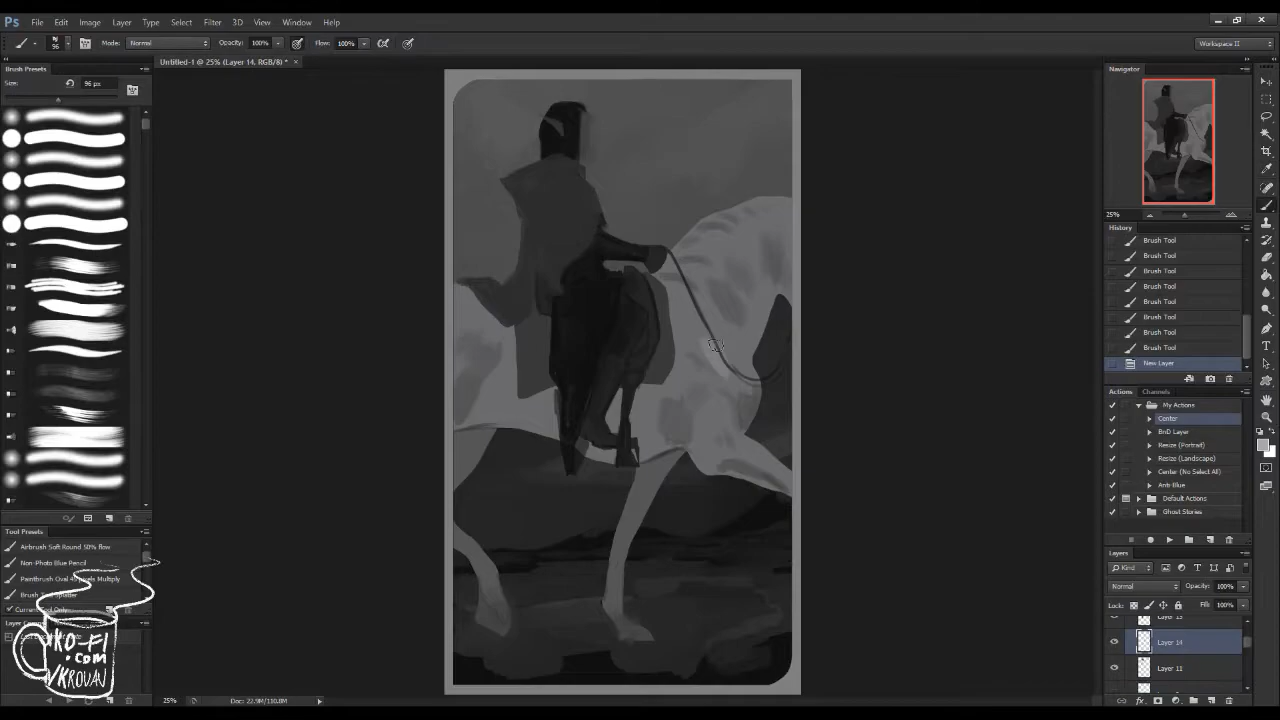 Ps File Edit Image Layer Type Select Filter 3D View Window Help
96 Mode: Normal Opacity: 100% Flow: 100% Workspace II
Untitled-1 @ 25% (Layer 14, RGB/8) * ×
Brush Presets
Size: 96 px
Tool Presets
Airbrush Soft Round 50% flow
Non-Photo Blue Pencil
KO-FI
.COM
/KROVAN
25% Doc: 22.9M/110.8M
Navigator
25%
History
Brush Tool
Brush Tool
Brush Tool
Brush Tool
Brush Tool
Brush Tool
Brush Tool
Brush Tool
New Layer
Actions Channels
My Actions
Center
BnD Layer
Resize (Portrait)
Resize (Landscape)
Center (No Select All)
Anti Blue
Default Actions
Ghost Stories
Layers
Kind
Normal Opacity: 100%
Lock: Fill: 100%
Layer 13
Layer 14
Layer 11